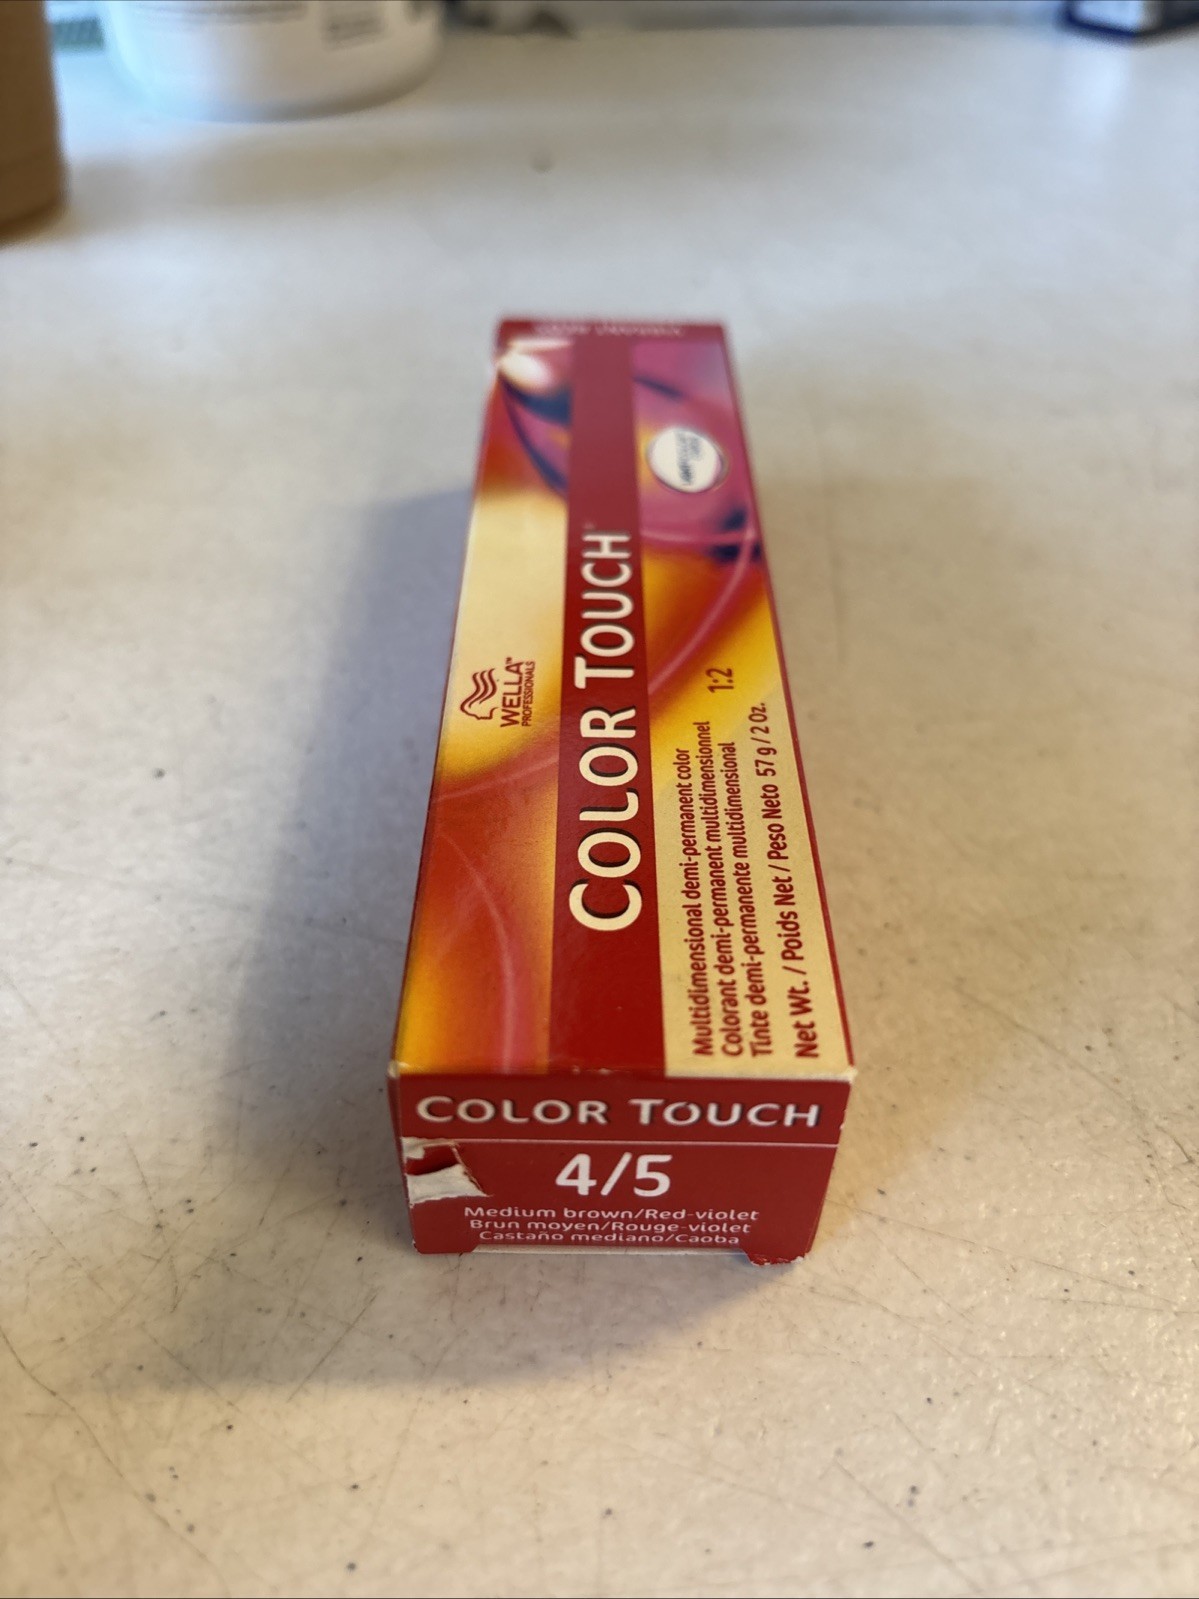 WELLA™
PROFESSIONALS
COLOR TOUCH
1:2
Multidimensional demi-permanent color
Colorant demi-permanent multidimensionnel
Tinte demi-permanente multidimensional
Net Wt. / Poids Net / Peso Neto 57 g / 2 Oz.
COLOR TOUCH
4/5
Medium brown/Red-violet
Brun moyen/Rouge-violet
Castaño mediano/Caoba